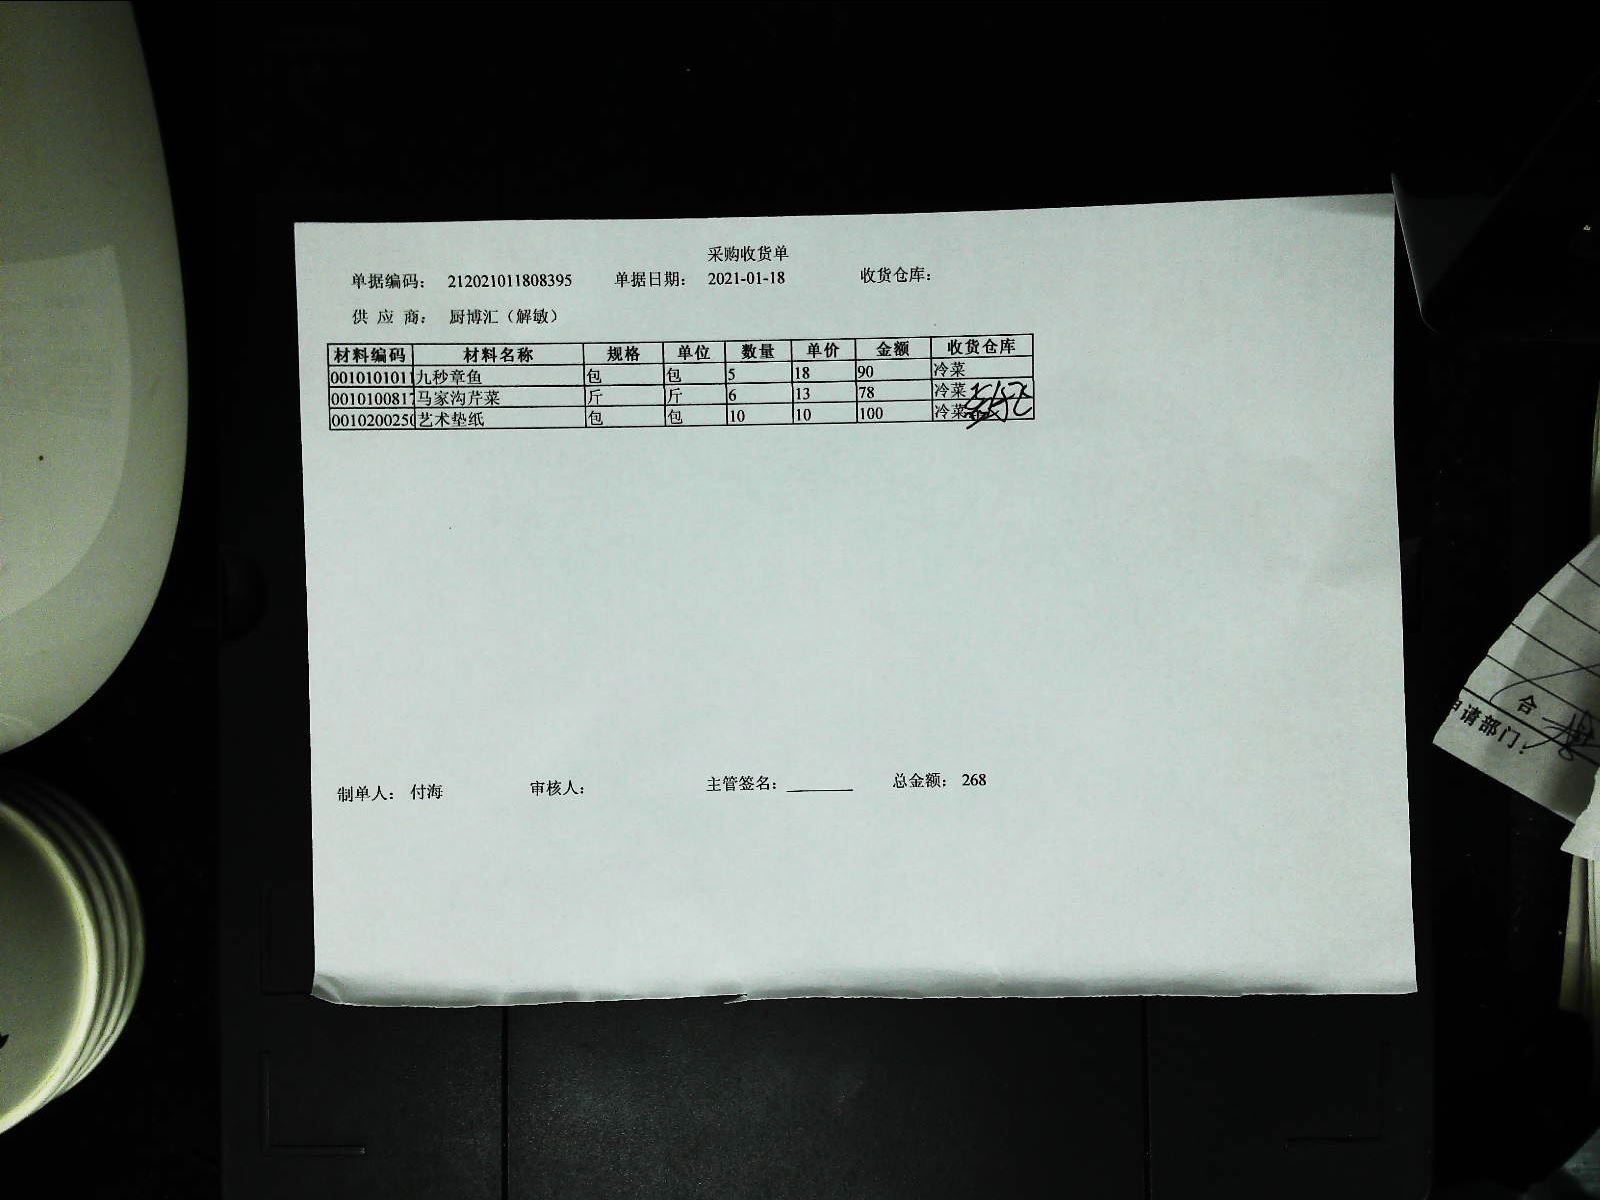 采购收货单
单据编码： 212021011808395 单据日期： 2021-01-18 收货仓库：
供 应 商： 厨博汇（解敏）
材料编码 材料名称 规格 单位 数量 单价 金额 收货仓库
0010101011 九秒章鱼 包 包 5 18 90 冷菜
0010100817 马家沟芹菜 斤 斤 6 13 78 冷菜
001020025 艺术垫纸 包 包 10 10 100 冷菜
制单人： 付海 审核人： 主管签名：______ 总金额： 268
合
申请部门：